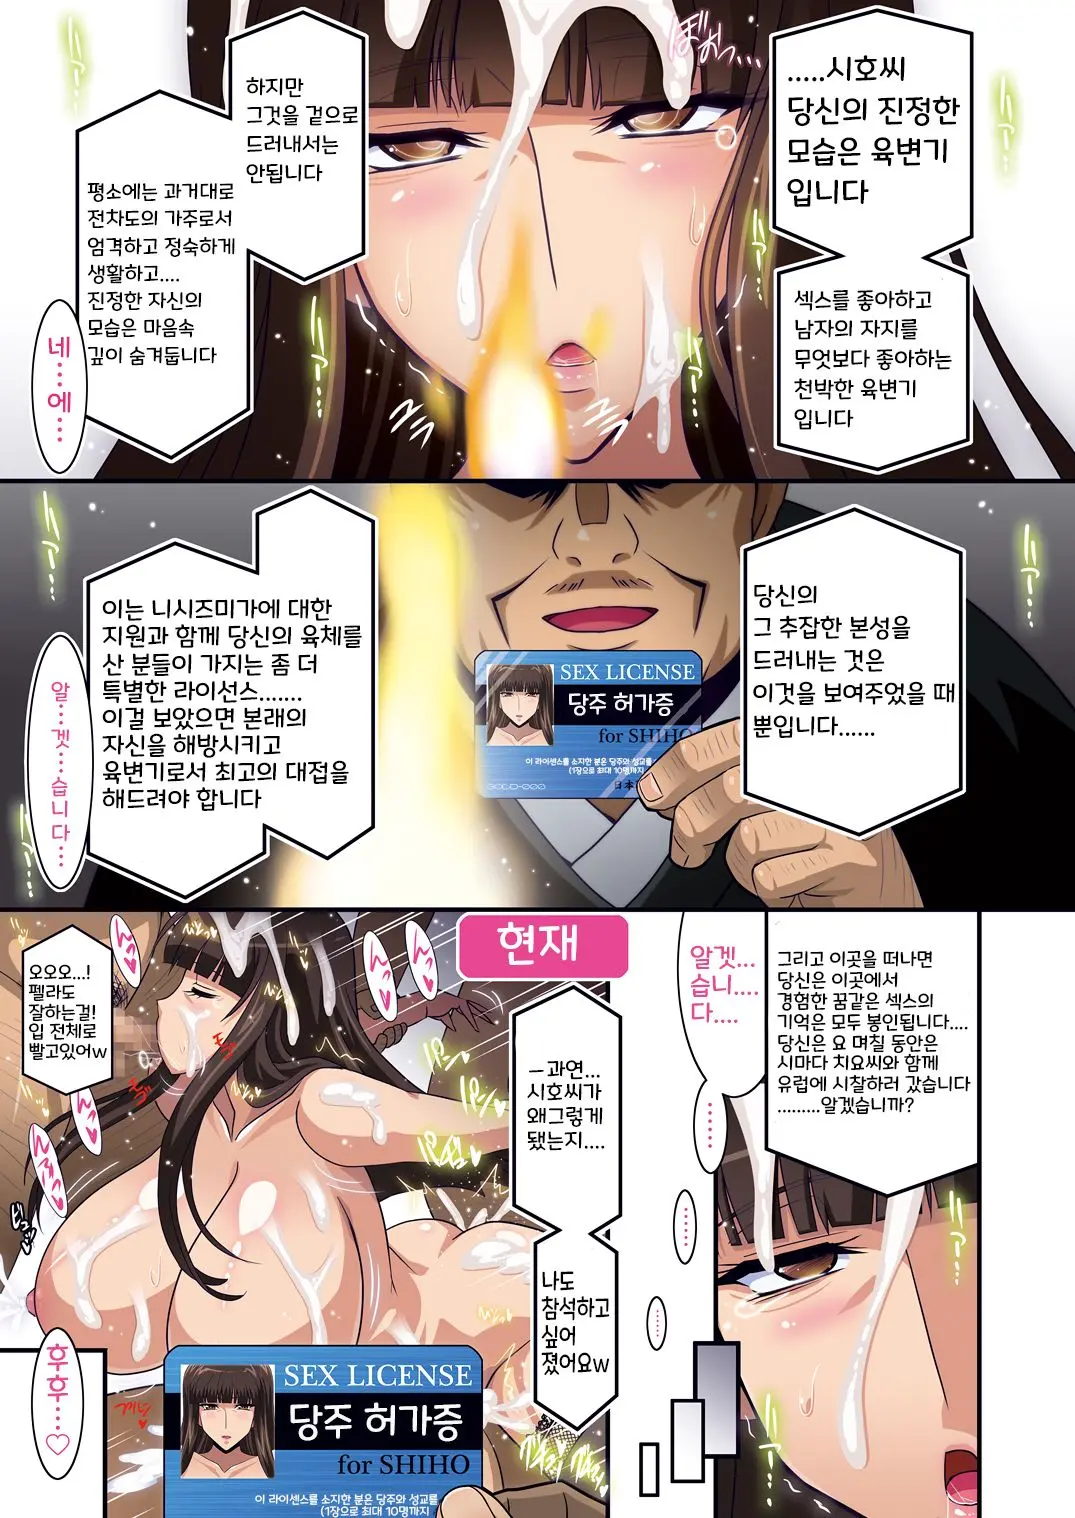 .....시호씨
당신의 진정한
모습은 육변기
입니다
섹스를 좋아하고
남자의 자지를
무엇보다 좋아하는
천박한 육변기
입니다
ぼおっ…
하지만
그것을 겉으로
드러내서는
안됩니다
평소에는 과거대로
전차도의 가주로서
엄격하고 정숙하게
생활하고....
진정한 자신의
모습은 마음속
깊이 숨겨둡니다
네…에…
당신의
그 추잡한 본성을
드러내는 것은
이것을 보여주었을 때
뿐입니다......
SEX LICENSE
당주 허가증
for SHIHO
이 라이센스를 소지한 분은 당주와 성교를
(1장으로 최대 10명까지
GOLD-000
日本
이는 니시즈미가에 대한
지원과 함께 당신의 육체를
산 분들이 가지는 좀 더
특별한 라이선스.......
이걸 보았으면 본래의
자신을 해방시키고
육변기로서 최고의 대접을
해드려야 합니다
알…겟…습니다…
그리고 이곳을 떠나면
당신은 이곳에서
경험한 꿈같은 섹스의
기억은 모두 봉인됩니다....
당신은 요 며칠 동안은
시마다 치요씨와 함께
유럽에 시찰하러 갔습니다
.........알겠습니까?
알겟...
습니....
다....
……
……
……
현재
ー과연...
시호씨가
왜그렇게
됐는지....
나도
참석하고
싶어
졌어요w
오오오...!
펠라도
잘하는걸!
입 전체로
빨고있어w
후후…♡
SEX LICENSE
당주 허가증
for SHIHO
이 라이센스를 소지한 분은 당주와 성교를
(1장으로 최대 10명까지